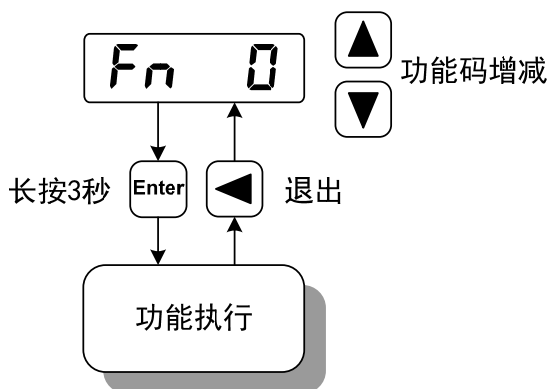 Fn 0
功能码增减
长按3秒
Enter
退出
功能执行